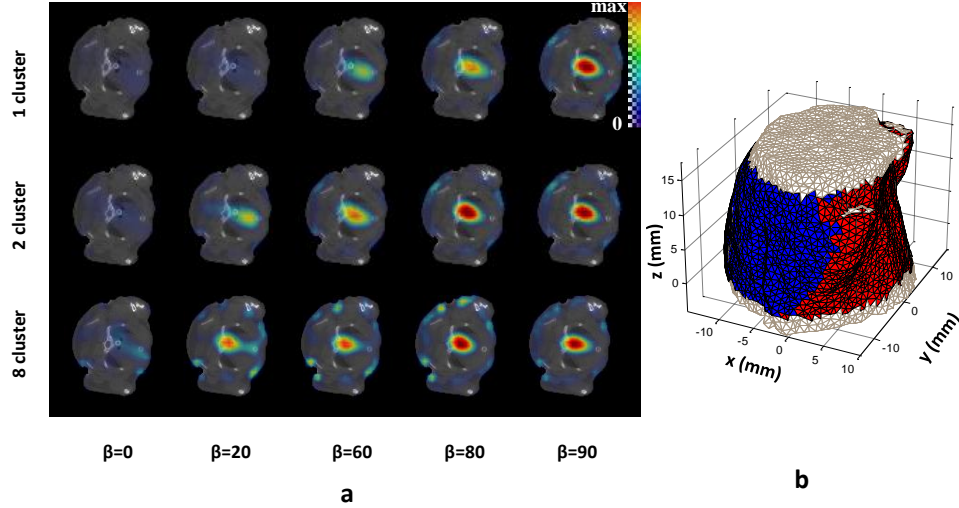 max
0
1 cluster
2 cluster
8 cluster
β=0 β=20 β=60 β=80 β=90
a
15
10
5
0
z (mm)
-10
-5
0
5
10
x (mm)
-10
0
10
y (mm)
b